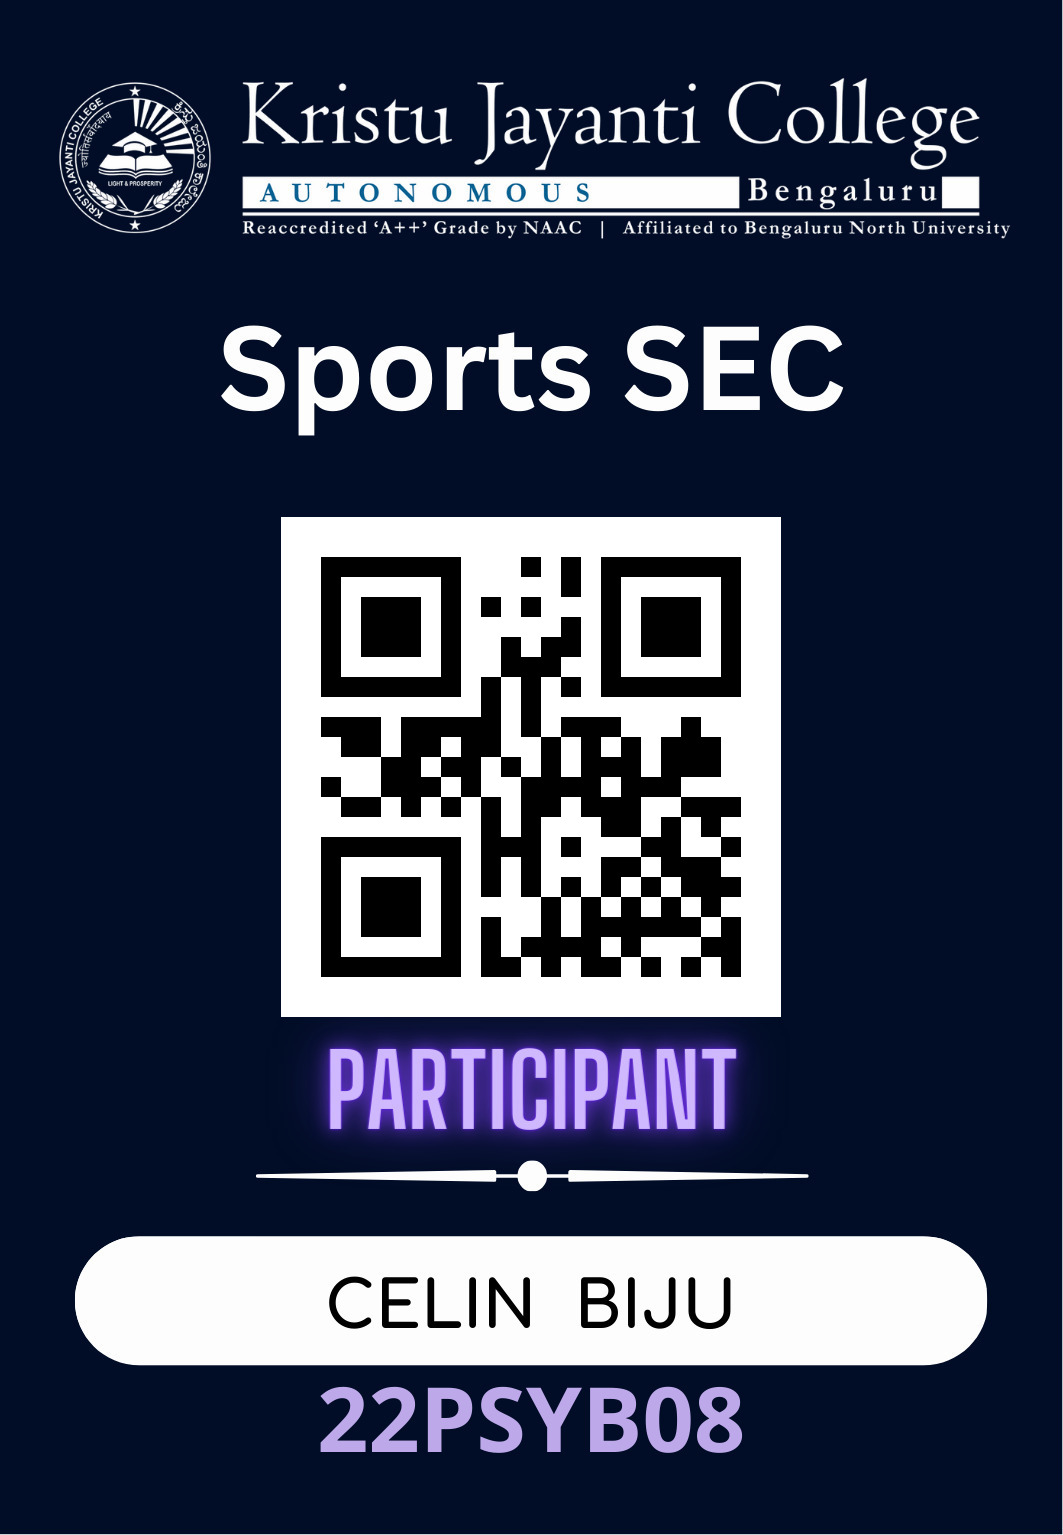 Kristu Jayanti College
AUTONOMOUS Bengaluru
Reaccredited ‘A++’ Grade by NAAC | Affiliated to Bengaluru North University
KRISTU JAYANTI COLLEGE
ಕ್ರಿಸ್ತು ಜಯಂತಿ ಕಾಲೇಜು
LIGHT & PROSPERITY
Sports SEC
PARTICIPANT
CELIN BIJU
22PSYB08